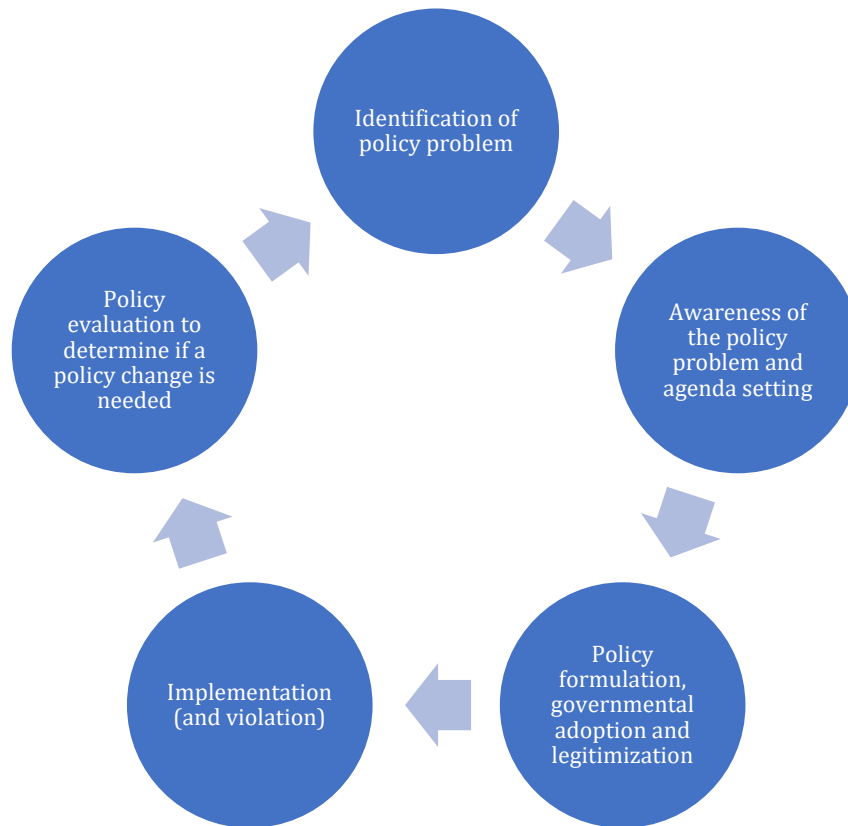 Identification of
policy problem
Awareness of
the policy
problem and
agenda setting
Policy
formulation,
governmental
adoption and
legitimization
Implementation
(and violation)
Policy
evaluation to
determine if a
policy change is
needed